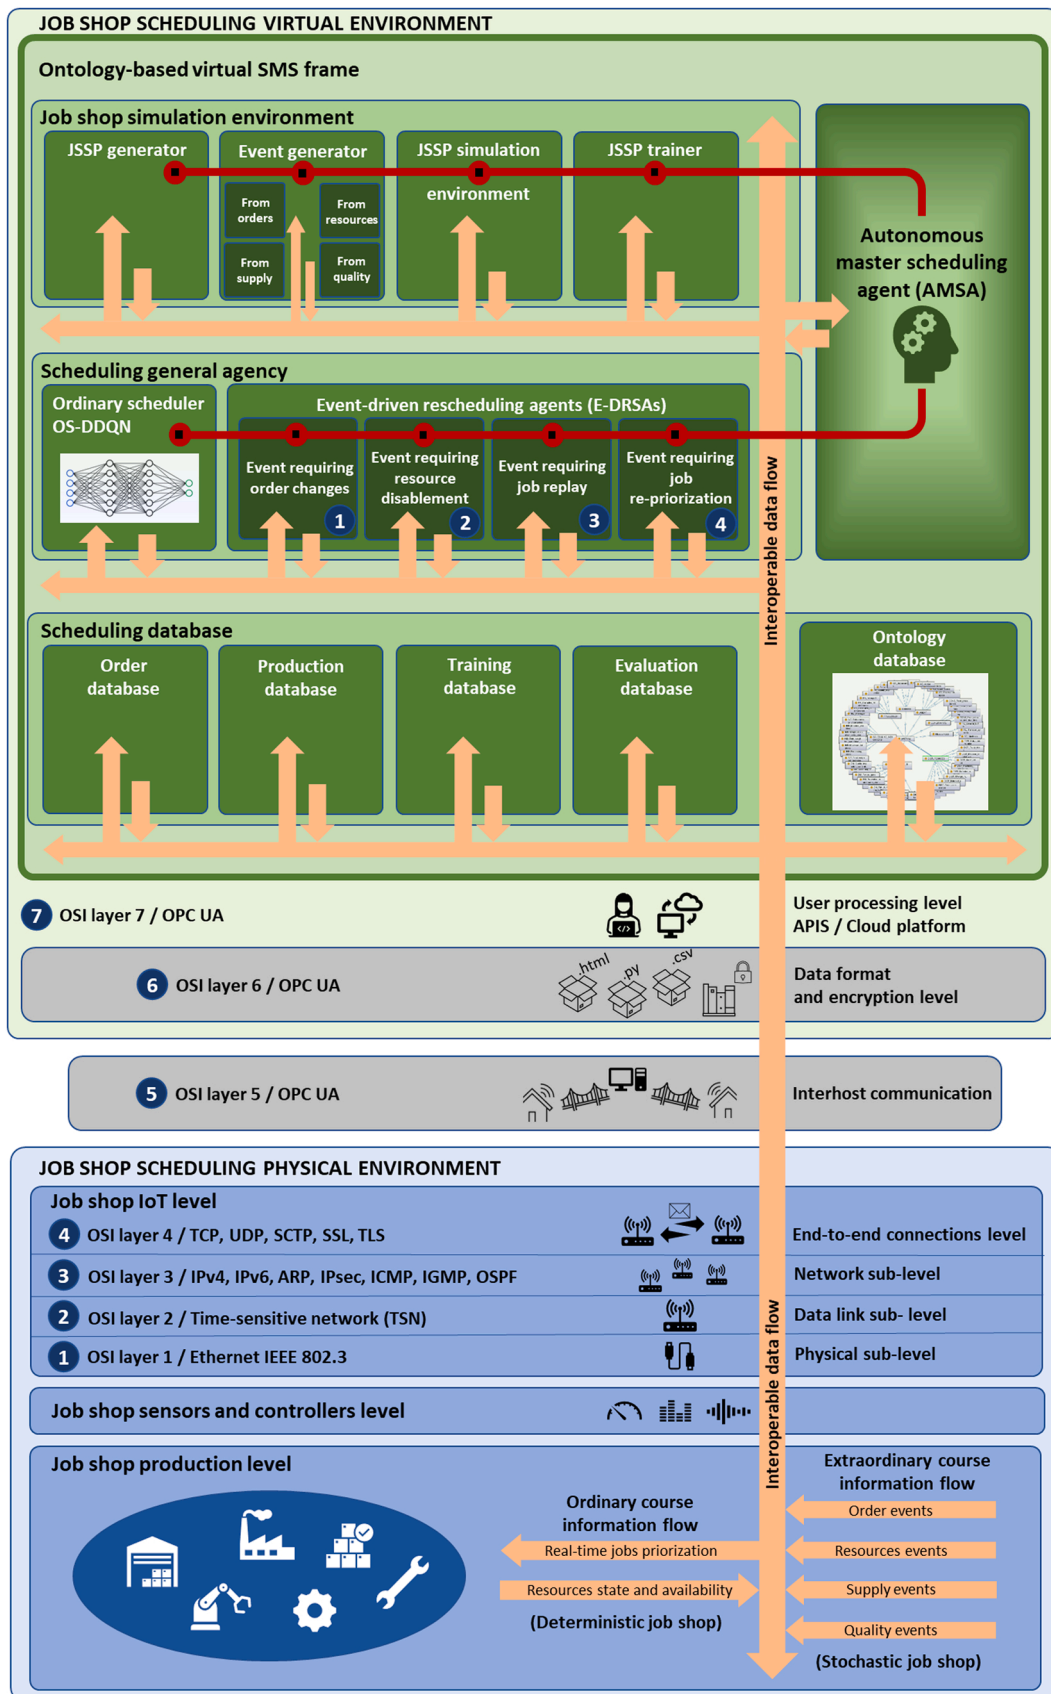 JOB SHOP SCHEDULING VIRTUAL ENVIRONMENT
Ontology-based virtual SMS frame
Job shop simulation environment
JSSP generator
Event generator
From
orders
From
resources
From
supply
From
quality
JSSP simulation
environment
JSSP trainer
Autonomous
master scheduling
agent (AMSA)
Scheduling general agency
Ordinary scheduler
OS-DDQN
Event-driven rescheduling agents (E-DRSAs)
Event requiring
order changes
1
Event requiring
resource
disablement
2
Event requiring
job replay
3
Event requiring
job
re-priorization
4
Interoperable data flow
Scheduling database
Order
database
Production
database
Training
database
Evaluation
database
Ontology
database
7
OSI layer 7 / OPC UA
User processing level
APIS / Cloud platform
6
OSI layer 6 / OPC UA
.html
.py
.csv
Data format
and encryption level
5
OSI layer 5 / OPC UA
Interhost communication
JOB SHOP SCHEDULING PHYSICAL ENVIRONMENT
Job shop IoT level
4
OSI layer 4 / TCP, UDP, SCTP, SSL, TLS
End-to-end connections level
3
OSI layer 3 / IPv4, IPv6, ARP, IPsec, ICMP, IGMP, OSPF
Network sub-level
2
OSI layer 2 / Time-sensitive network (TSN)
Data link sub- level
1
OSI layer 1 / Ethernet IEEE 802.3
Physical sub-level
Interoperable data flow
Job shop sensors and controllers level
Job shop production level
Ordinary course
information flow
Real-time jobs priorization
Resources state and availability
(Deterministic job shop)
Extraordinary course
information flow
Order events
Resources events
Supply events
Quality events
(Stochastic job shop)